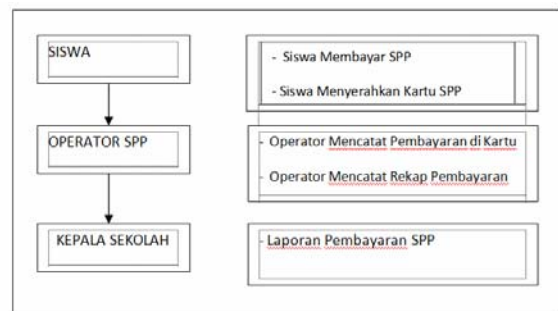 SISWA
- Siswa Membayar SPP
- Siswa Menyerahkan Kartu SPP
OPERATOR SPP
- Operator Mencatat Pembayaran di Kartu
- Operator Mencatat Rekap Pembayaran
KEPALA SEKOLAH
- Laporan Pembayaran SPP